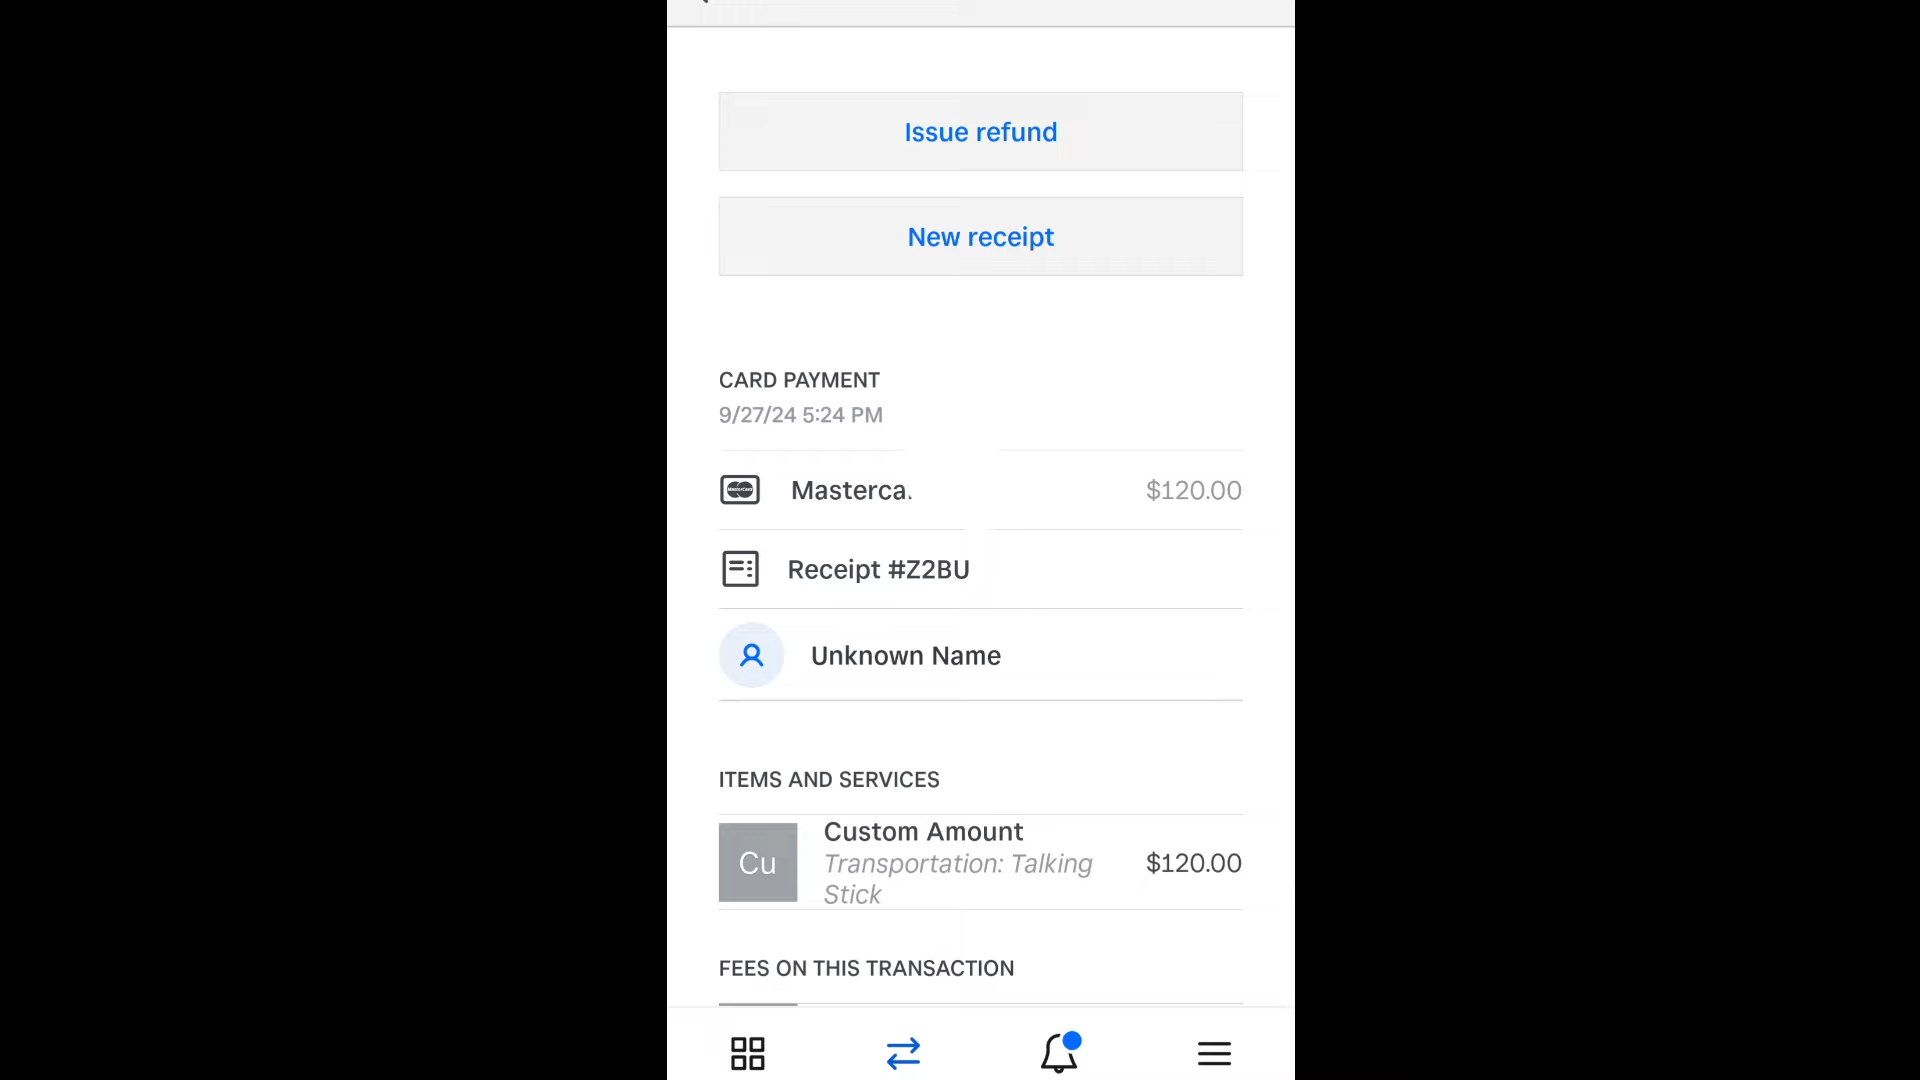 Issue refund
New receipt
CARD PAYMENT
9/27/24 5:24 PM
Masterca. $120.00
Receipt #Z2BU
Unknown Name
ITEMS AND SERVICES
Custom Amount
Cu Transportation: Talking $120.00
Stick
FEES ON THIS TRANSACTION